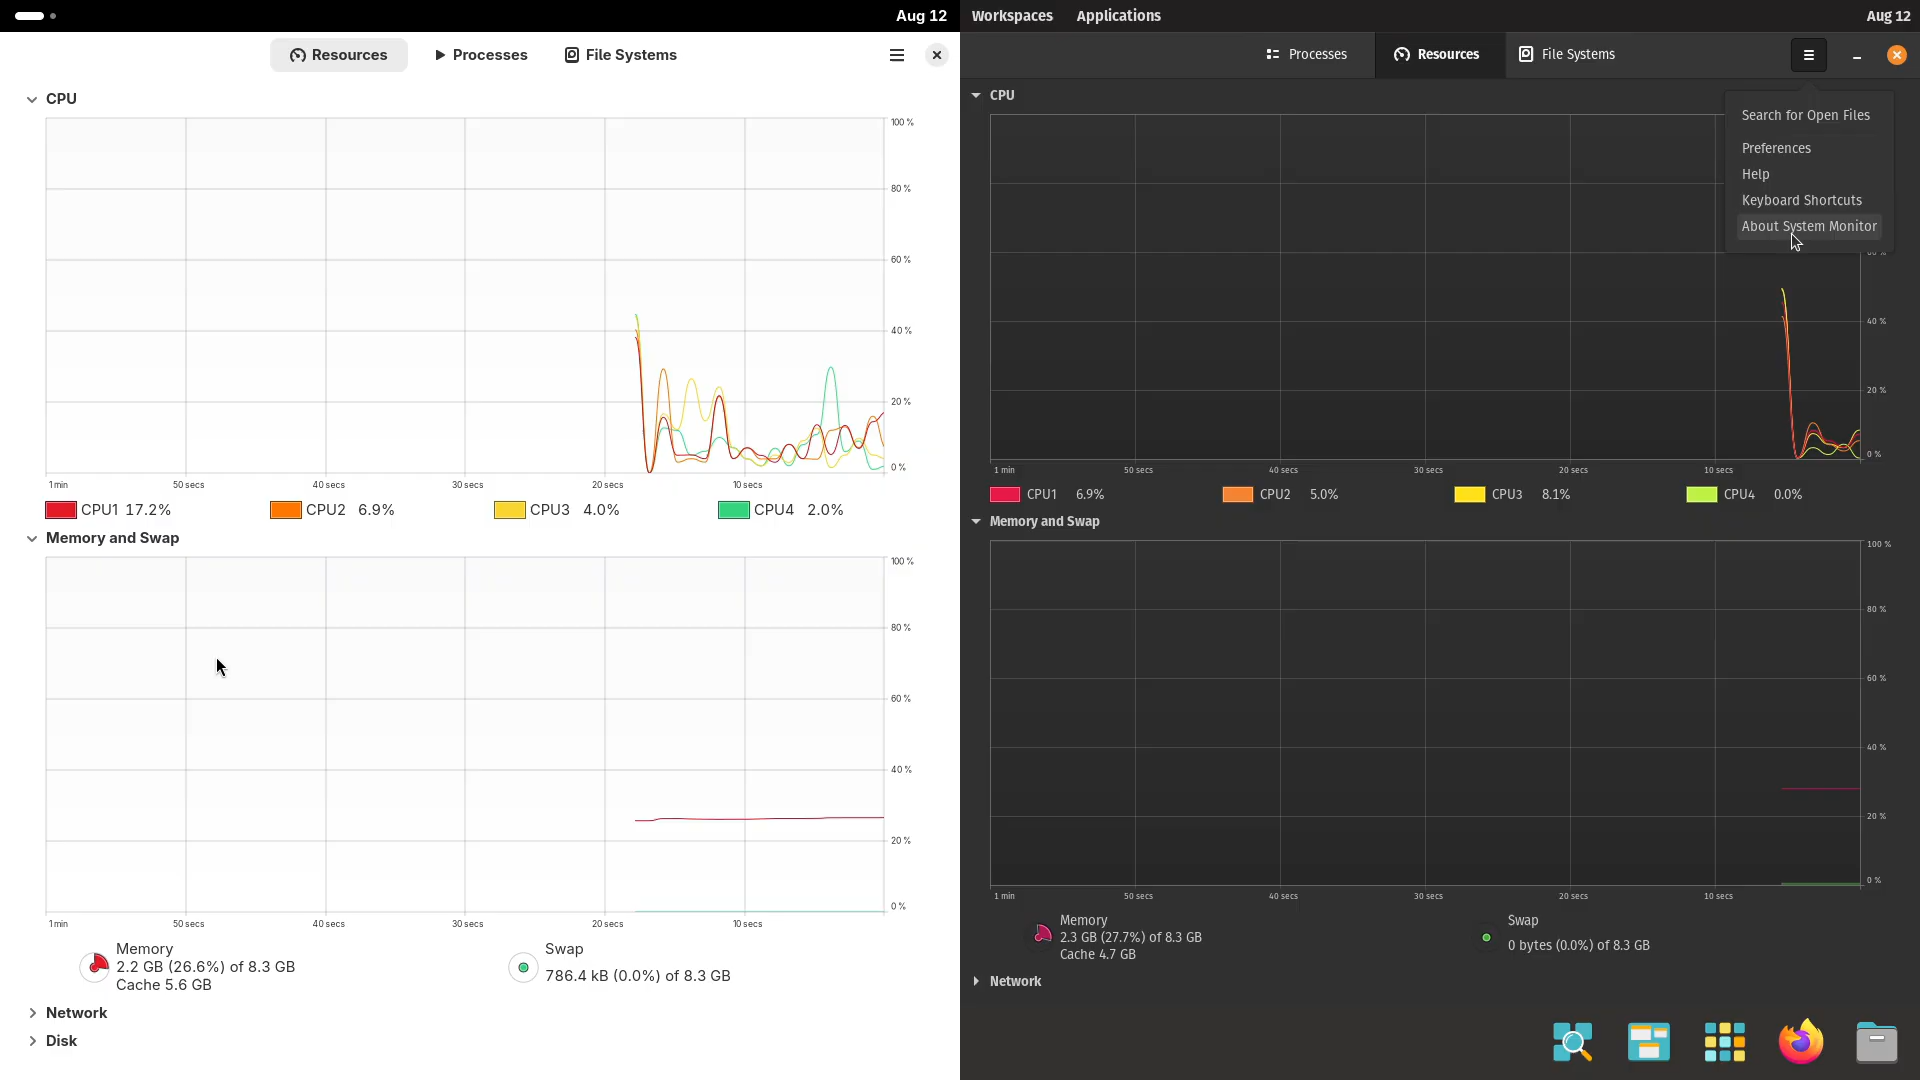 Aug 12
Resources
Processes
File Systems
CPU
100 %
80 %
60 %
40 %
20 %
0 %
1 min
50 secs
40 secs
30 secs
20 secs
10 secs
CPU1 17.2%
CPU2 6.9%
CPU3 4.0%
CPU4 2.0%
Memory and Swap
100 %
80 %
60 %
40 %
20 %
0 %
1 min
50 secs
40 secs
30 secs
20 secs
10 secs
Memory
2.2 GB (26.6%) of 8.3 GB
Cache 5.6 GB
Swap
786.4 kB (0.0%) of 8.3 GB
Network
Disk
Workspaces
Applications
Aug 12
Processes
Resources
File Systems
CPU
Search for Open Files
Preferences
Help
Keyboard Shortcuts
About System Monitor
60 %
40 %
20 %
0 %
1 min
50 secs
40 secs
30 secs
20 secs
10 secs
CPU1 6.9%
CPU2 5.0%
CPU3 8.1%
CPU4 0.0%
Memory and Swap
100 %
80 %
60 %
40 %
20 %
0 %
1 min
50 secs
40 secs
30 secs
20 secs
10 secs
Memory
2.3 GB (27.7%) of 8.3 GB
Cache 4.7 GB
Swap
0 bytes (0.0%) of 8.3 GB
Network